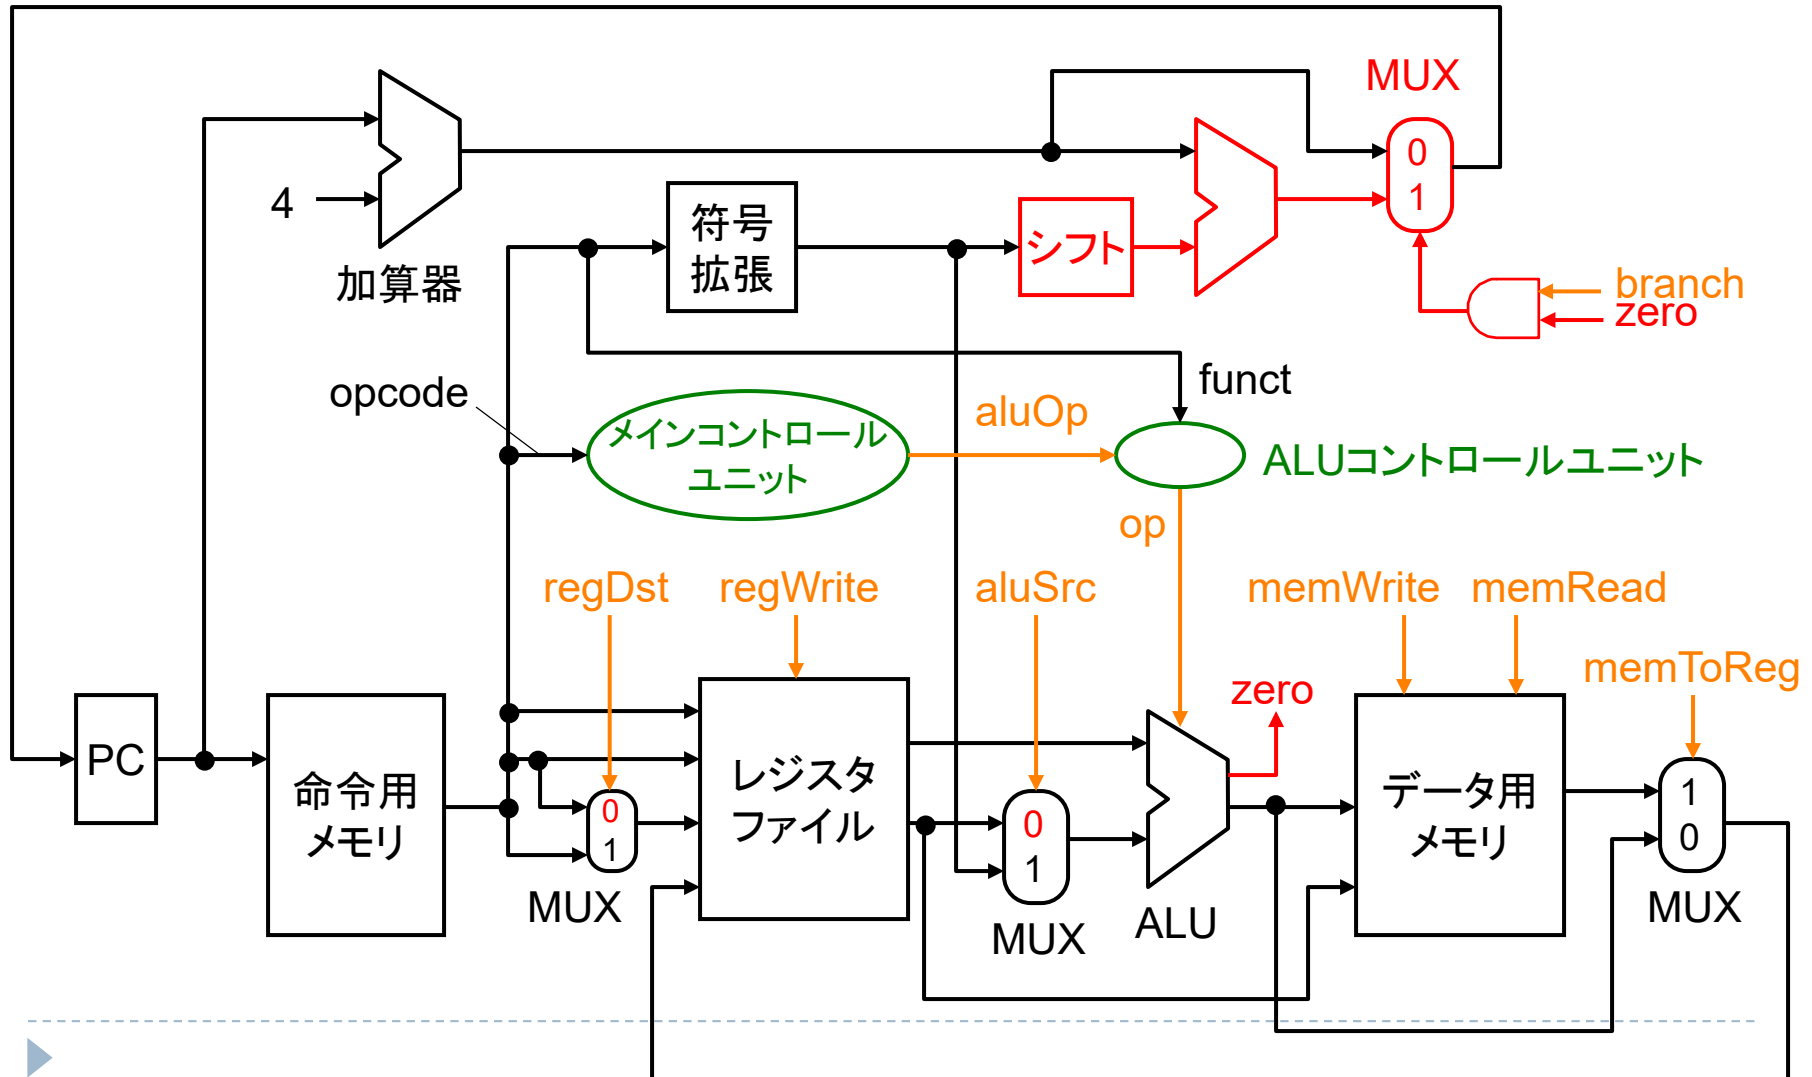 MUX
0
1
4
加算器
符号
拡張
シフト
branch
zero
opcode
メインコントロール
ユニット
aluOp
funct
ALUコントロールユニット
op
regDst
regWrite
aluSrc
memWrite
memRead
memToReg
zero
PC
命令用
メモリ
0
1
MUX
レジスタ
ファイル
0
1
MUX
ALU
データ用
メモリ
1
0
MUX